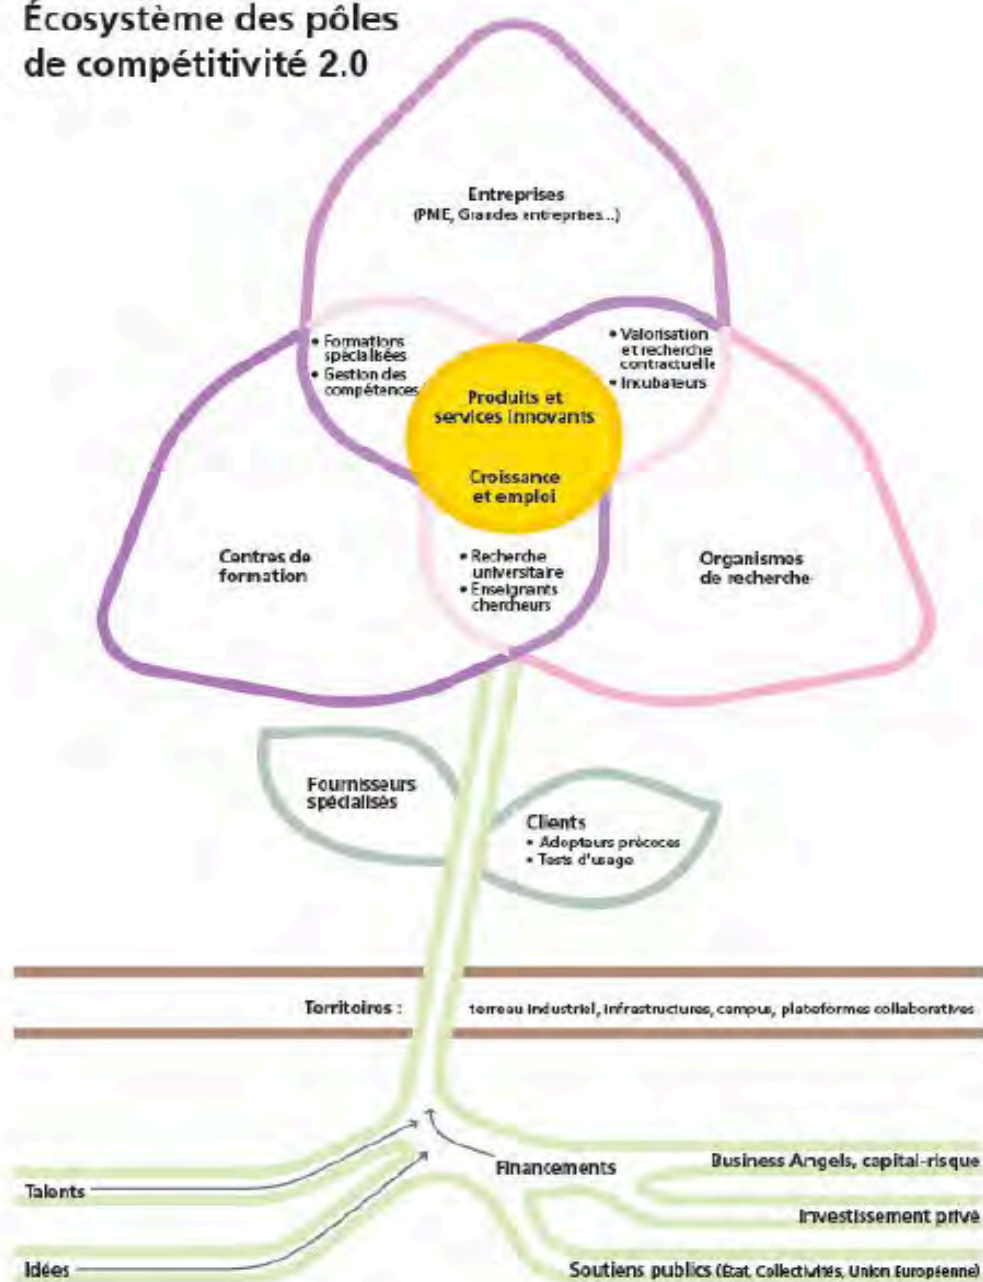 Écosystème des pôles
de compétitivité 2.0
Entreprises
(PME, Grandes entreprises...)
• Formations
spécialisées
• Gestion des
compétences
• Valorisation
et recherche
contractuelle
• Incubateurs
Produits et
services innovants
Croissance
et emploi
Centres de
formation
• Recherche
universitaire
• Enseignants
chercheurs
Organismes
de recherche
Fournisseurs
spécialisés
Clients
• Adopteurs précoces
• Tests d'usage
Territoires : terreau industriel, infrastructures, campus, plateformes collaboratives
Financements
Business Angels, capital-risque
Talents
Investissement privé
Idées
Soutiens publics (État, Collectivités, Union Européenne)